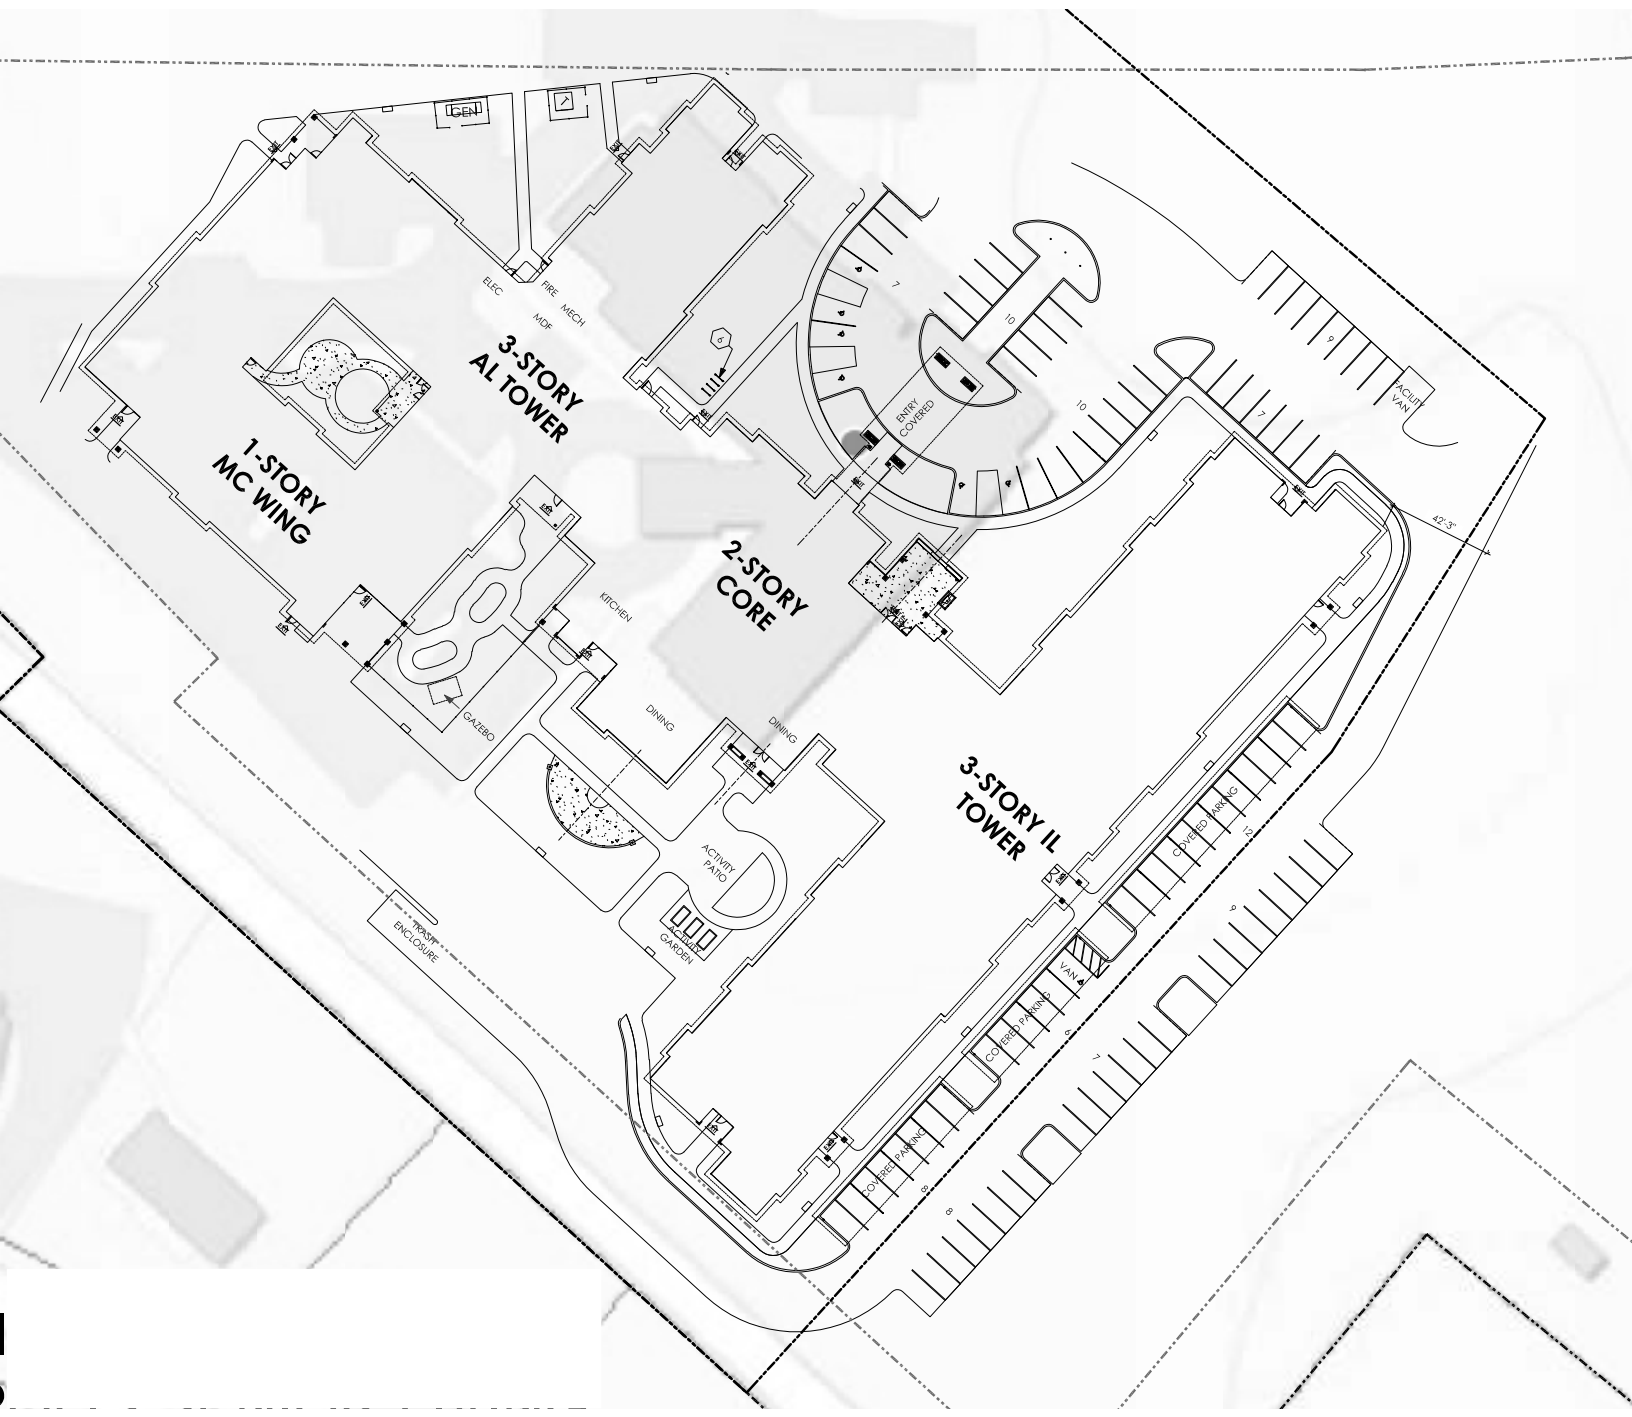 GEN
ELEC
FIRE
MECH
MDF
6
3-STORY
AL TOWER
1-STORY
MC WING
7
10
9
FACILITY
VAN
ENTRY
COVERED
10
7
42'-3"
2-STORY
CORE
KITCHEN
GAZEBO
DINING
DINING
3-STORY IL
TOWER
COVERED PARKING
12
ACTIVITY
PATIO
ACTIVITY
GARDEN
TRASH
ENCLOSURE
9
VAN
COVERED PARKING
6
7
COVERED PARKING
8
8